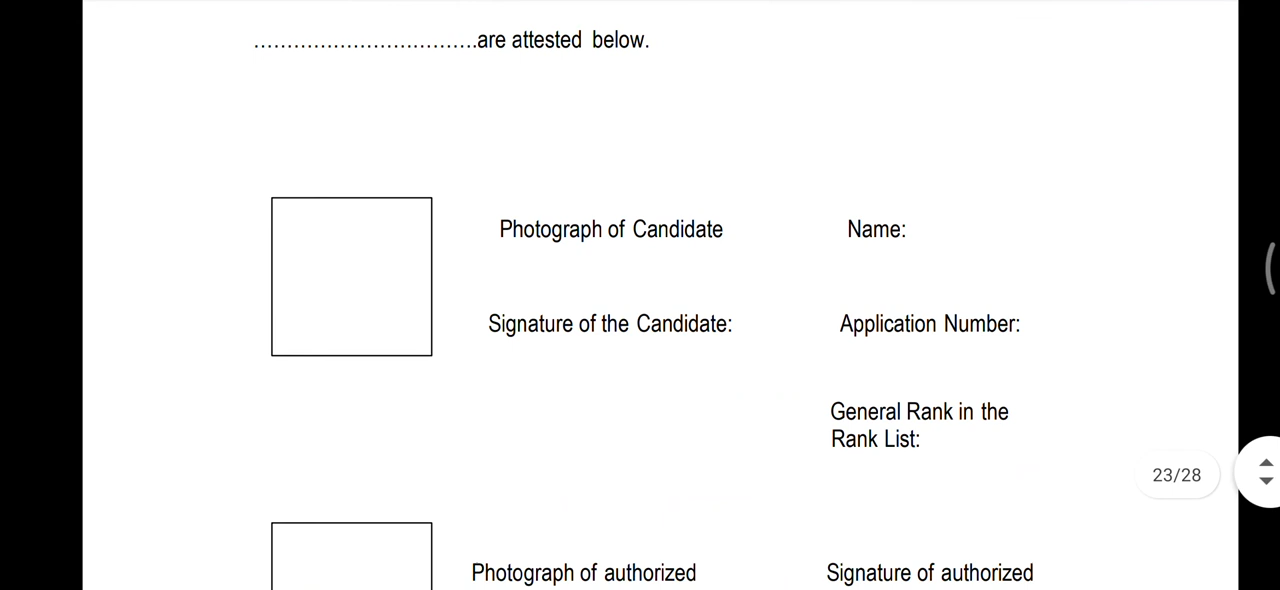 ……………………………..are attested below.
Photograph of Candidate Name:
Signature of the Candidate: Application Number:
General Rank in the
Rank List:
23/28
Photograph of authorized Signature of authorized